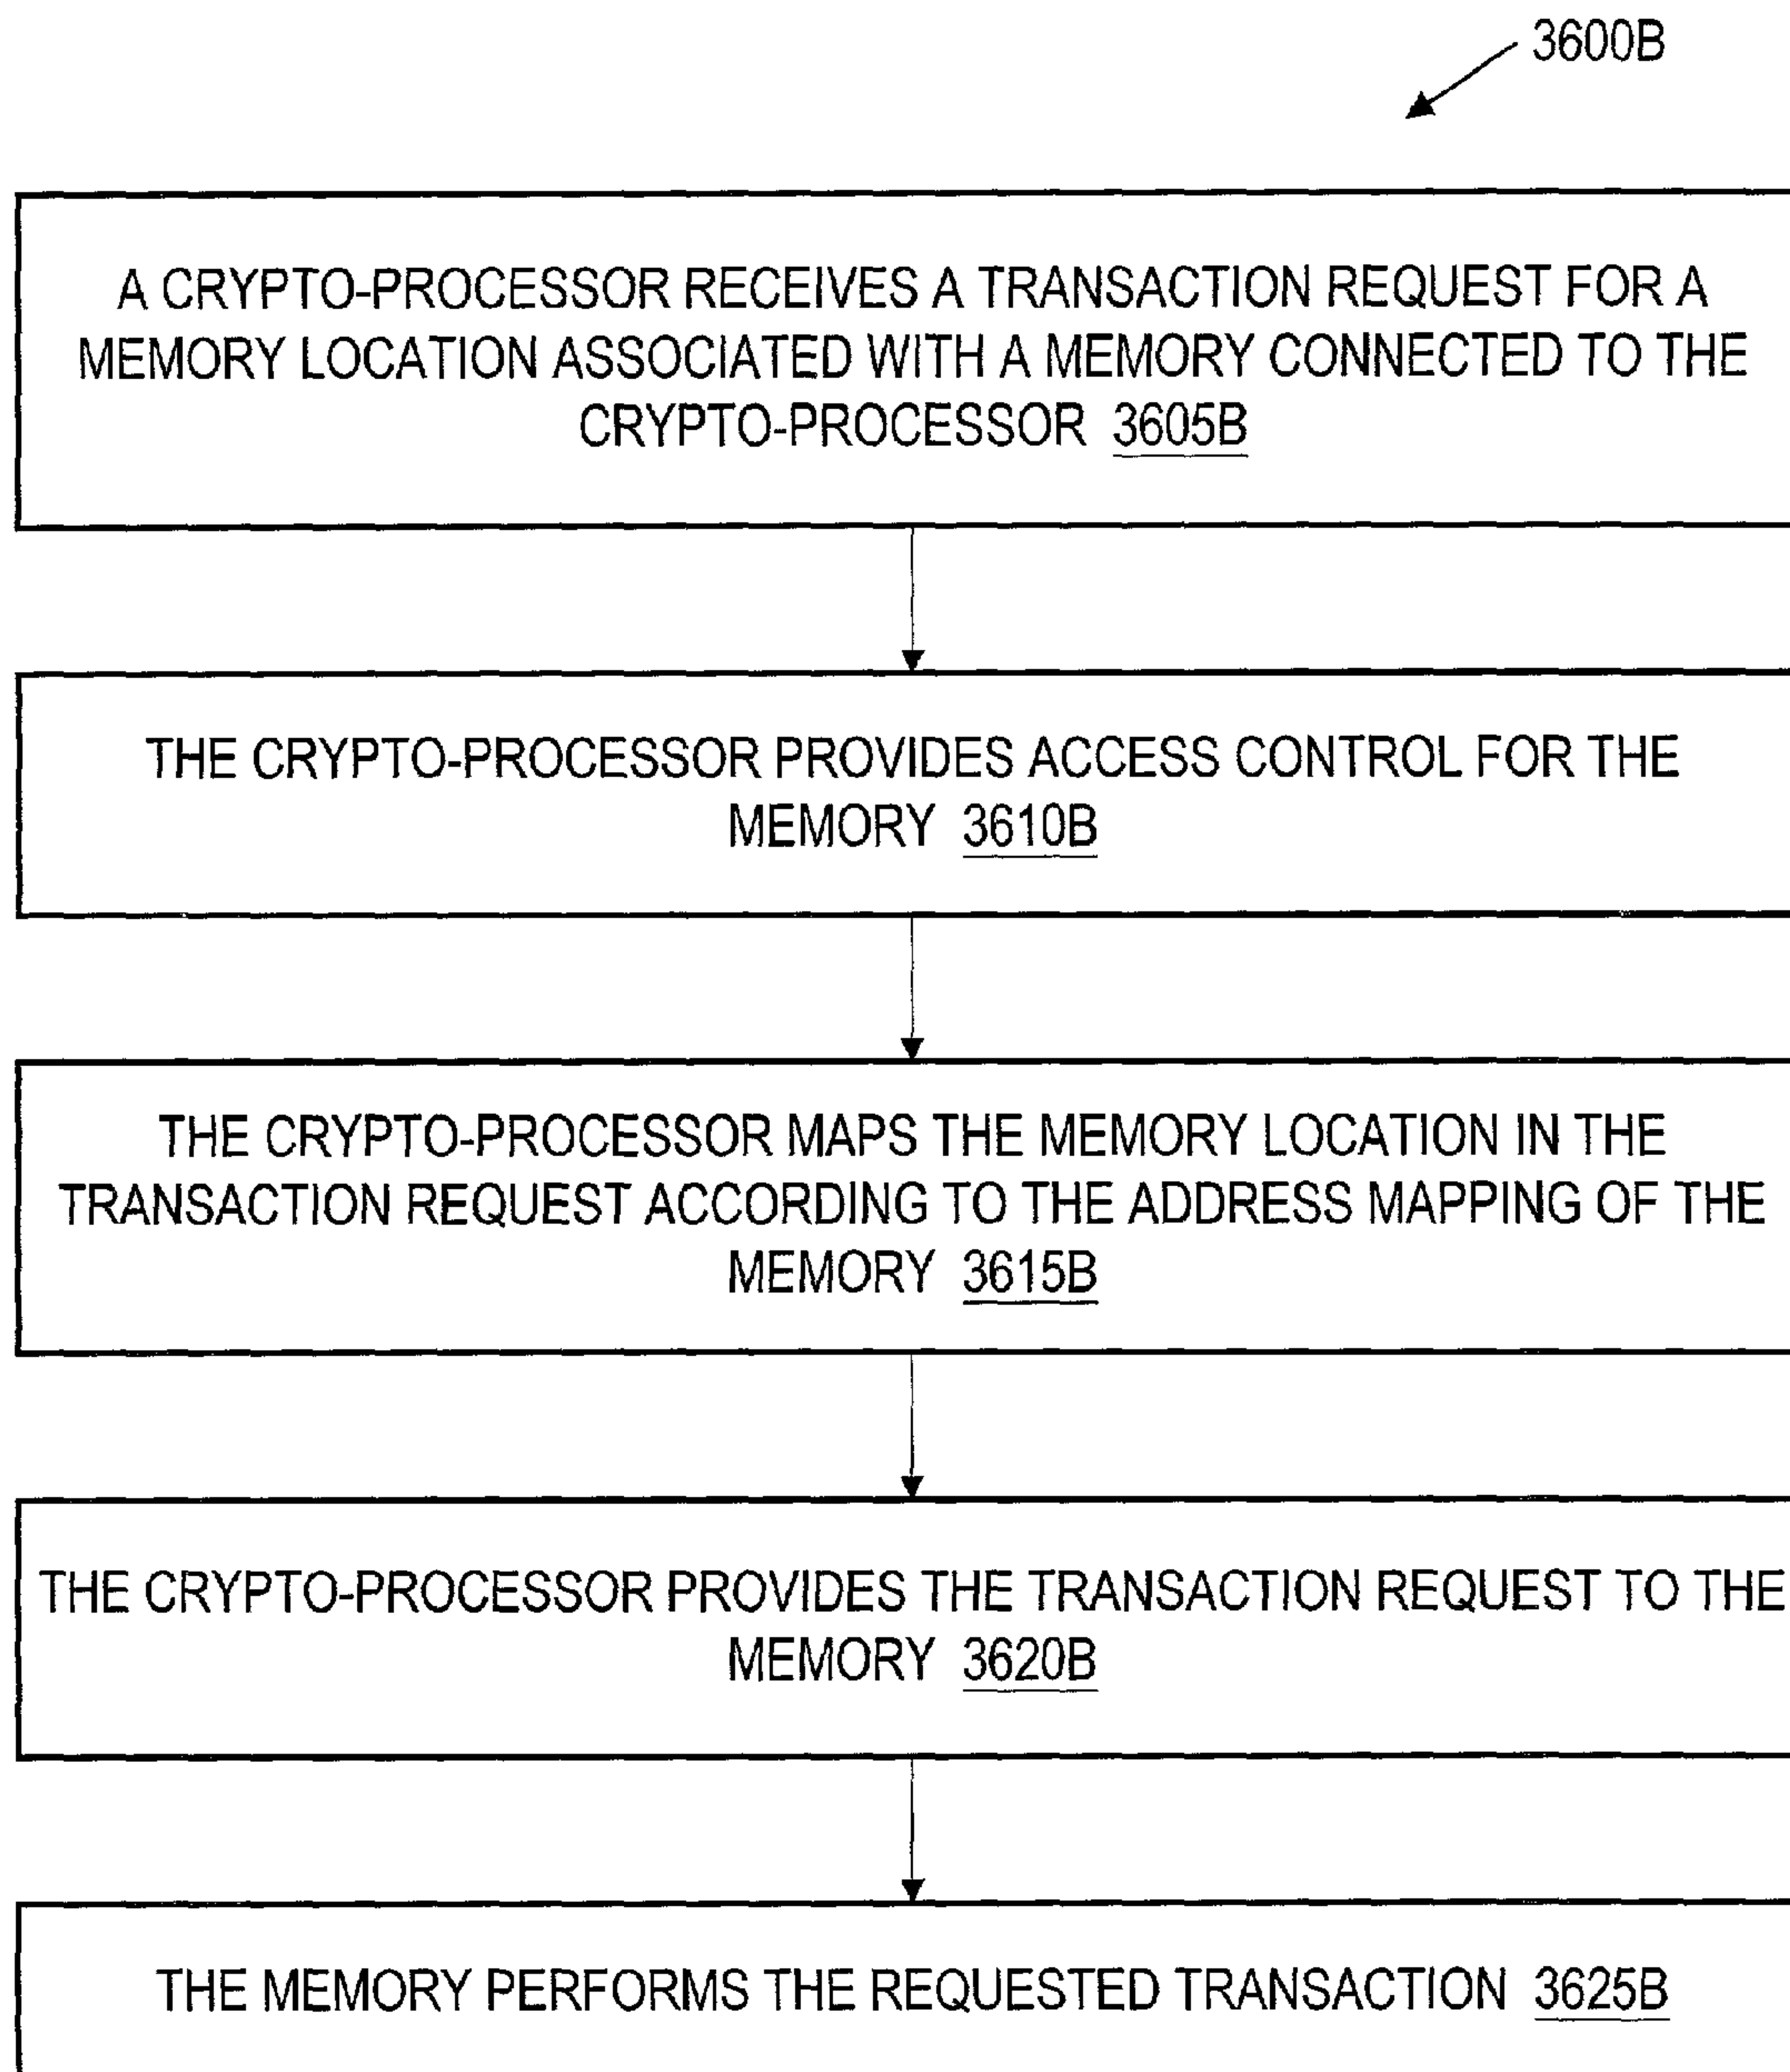 3600B
A CRYPTO-PROCESSOR RECEIVES A TRANSACTION REQUEST FOR A
MEMORY LOCATION ASSOCIATED WITH A MEMORY CONNECTED TO THE
CRYPTO-PROCESSOR 3605B
THE CRYPTO-PROCESSOR PROVIDES ACCESS CONTROL FOR THE
MEMORY 3610B
THE CRYPTO-PROCESSOR MAPS THE MEMORY LOCATION IN THE
TRANSACTION REQUEST ACCORDING TO THE ADDRESS MAPPING OF THE
MEMORY 3615B
THE CRYPTO-PROCESSOR PROVIDES THE TRANSACTION REQUEST TO THE
MEMORY 3620B
THE MEMORY PERFORMS THE REQUESTED TRANSACTION 3625B